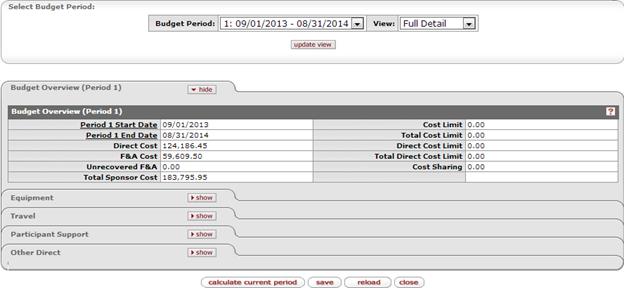 Select Budget Period:
Budget Period: 1: 09/01/2013 - 08/31/2014 View: Full Detail
update view
Budget Overview (Period 1) hide
Budget Overview (Period 1) ?
Period 1 Start Date 09/01/2013 Cost Limit 0.00
Period 1 End Date 08/31/2014 Total Cost Limit 0.00
Direct Cost 124,186.45 Direct Cost Limit 0.00
F&A Cost 59,609.50 Total Direct Cost Limit 0.00
Unrecovered F&A 0.00 Cost Sharing 0.00
Total Sponsor Cost 183,795.95
Equipment show
Travel show
Participant Support show
Other Direct show
calculate current period save reload close